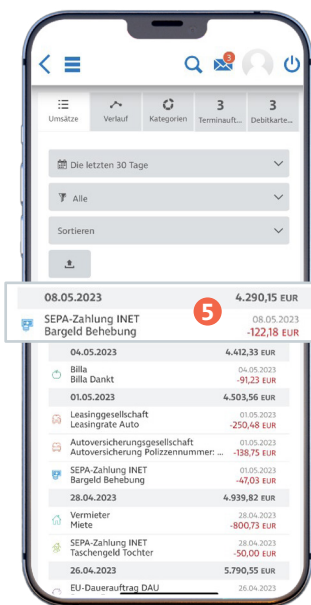 3
Umsätze
Verlauf
Kategorien
3
Terminauft...
3
Debitkarte...
Die letzten 30 Tage
Alle
Sortieren
08.05.2023 4.290,15 EUR
5
SEPA-Zahlung INET 08.05.2023
Bargeld Behebung -122,18 EUR
04.05.2023 4.412,33 EUR
Billa 04.05.2023
Billa Dankt -91,23 EUR
01.05.2023 4.503,56 EUR
Leasinggesellschaft 01.05.2023
Leasingrate Auto -250,48 EUR
Autoversicherungsgesellschaft 01.05.2023
Autoversicherung Polizzennummer: ... -138,75 EUR
SEPA-Zahlung INET 01.05.2023
Bargeld Behebung -47,03 EUR
28.04.2023 4.939,82 EUR
Vermieter 28.04.2023
Miete -800,73 EUR
SEPA-Zahlung INET 28.04.2023
Taschengeld Tochter -50,00 EUR
26.04.2023 5.790,55 EUR
EU-Dauerauftrag DAU 26.04.2023